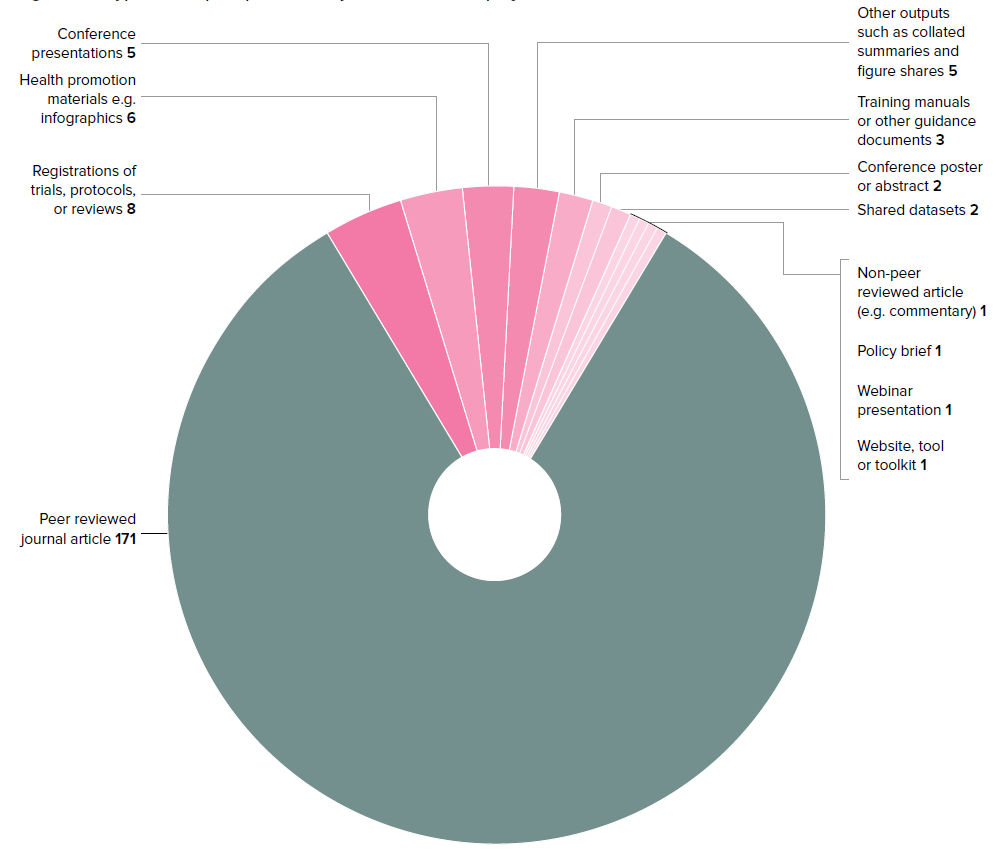 Conference
presentations 5
Health promotion
materials e.g.
infographics 6
Registrations of
trials, protocols,
or reviews 8
Peer reviewed
journal article 171
Other outputs
such as collated
summaries and
figure shares 5
Training manuals
or other guidance
documents 3
Conference poster
or abstract 2
Shared datasets 2
Non-peer
reviewed article
(e.g. commentary) 1
Policy brief 1
Webinar
presentation 1
Website, tool
or toolkit 1